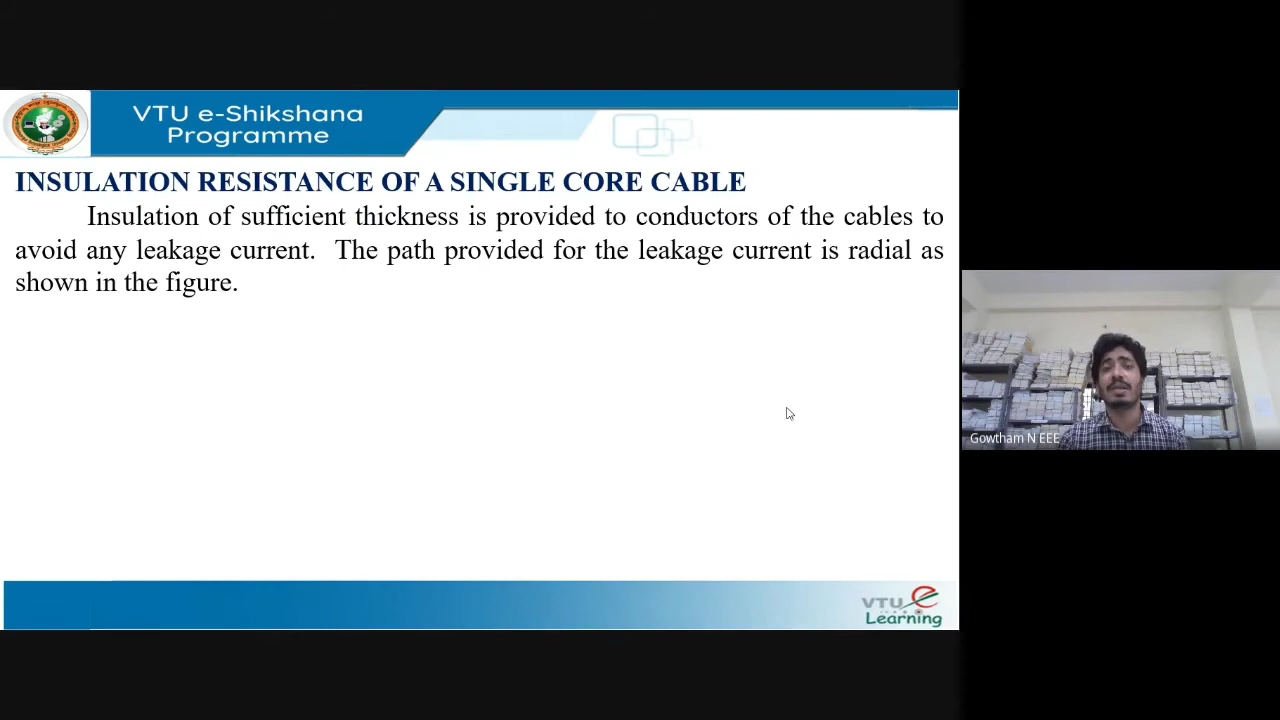 VTU e-Shikshana
Programme
INSULATION RESISTANCE OF A SINGLE CORE CABLE
Insulation of sufficient thickness is provided to conductors of the cables to
avoid any leakage current. The path provided for the leakage current is radial as
shown in the figure.
Gowtham N EEE
VTU e
Learning